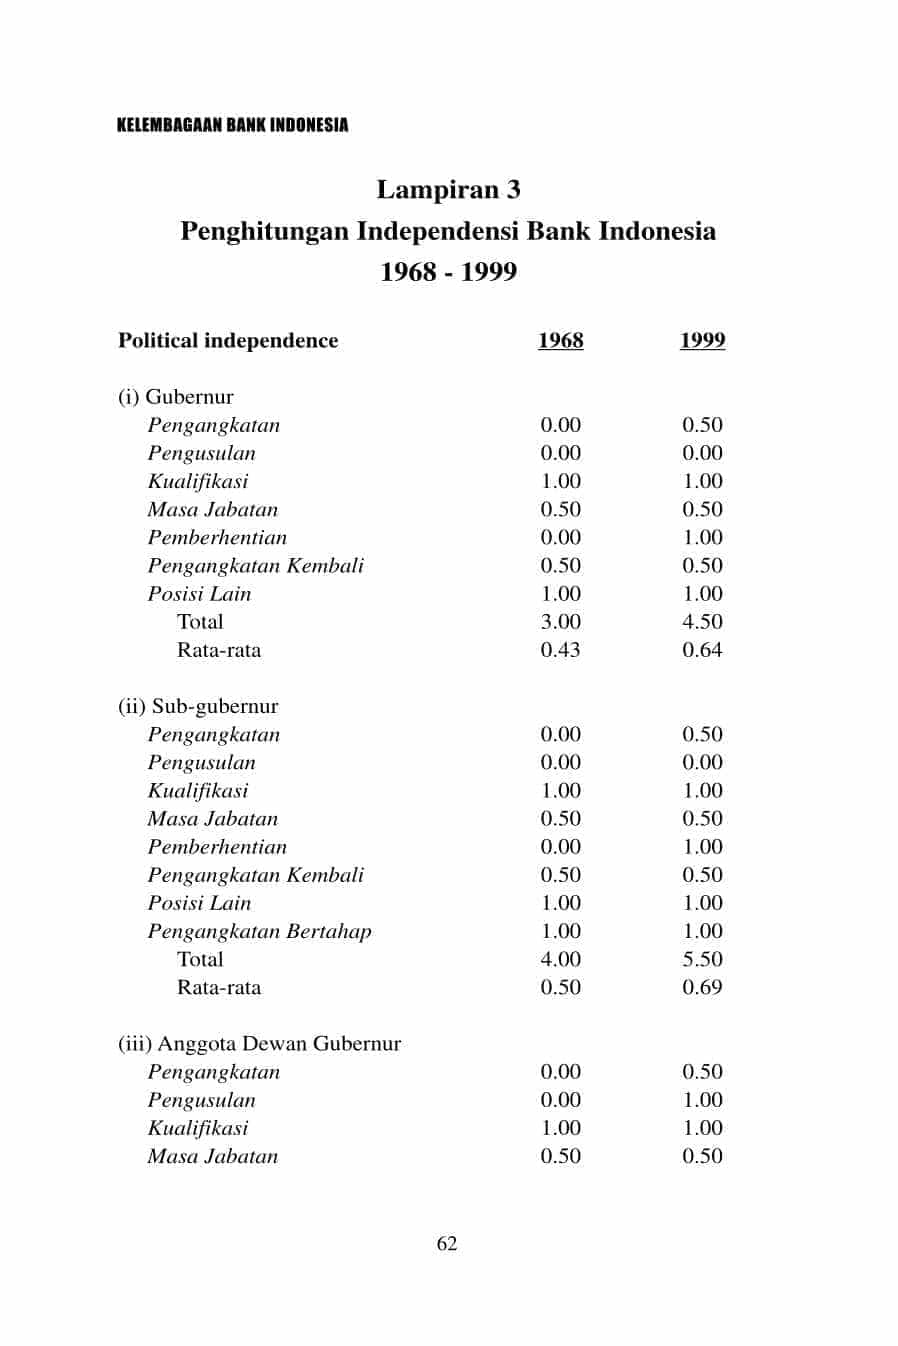 KELEMBAGAAN BANK INDONESIA
Lampiran 3
Penghitungan Independensi Bank Indonesia
1968 - 1999
Political independence 1968 1999
(i) Gubernur
Pengangkatan 0.00 0.50
Pengusulan 0.00 0.00
Kualifikasi 1.00 1.00
Masa Jabatan 0.50 0.50
Pemberhentian 0.00 1.00
Pengangkatan Kembali 0.50 0.50
Posisi Lain 1.00 1.00
Total 3.00 4.50
Rata-rata 0.43 0.64
(ii) Sub-gubernur
Pengangkatan 0.00 0.50
Pengusulan 0.00 0.00
Kualifikasi 1.00 1.00
Masa Jabatan 0.50 0.50
Pemberhentian 0.00 1.00
Pengangkatan Kembali 0.50 0.50
Posisi Lain 1.00 1.00
Pengangkatan Bertahap 1.00 1.00
Total 4.00 5.50
Rata-rata 0.50 0.69
(iii) Anggota Dewan Gubernur
Pengangkatan 0.00 0.50
Pengusulan 0.00 1.00
Kualifikasi 1.00 1.00
Masa Jabatan 0.50 0.50
62